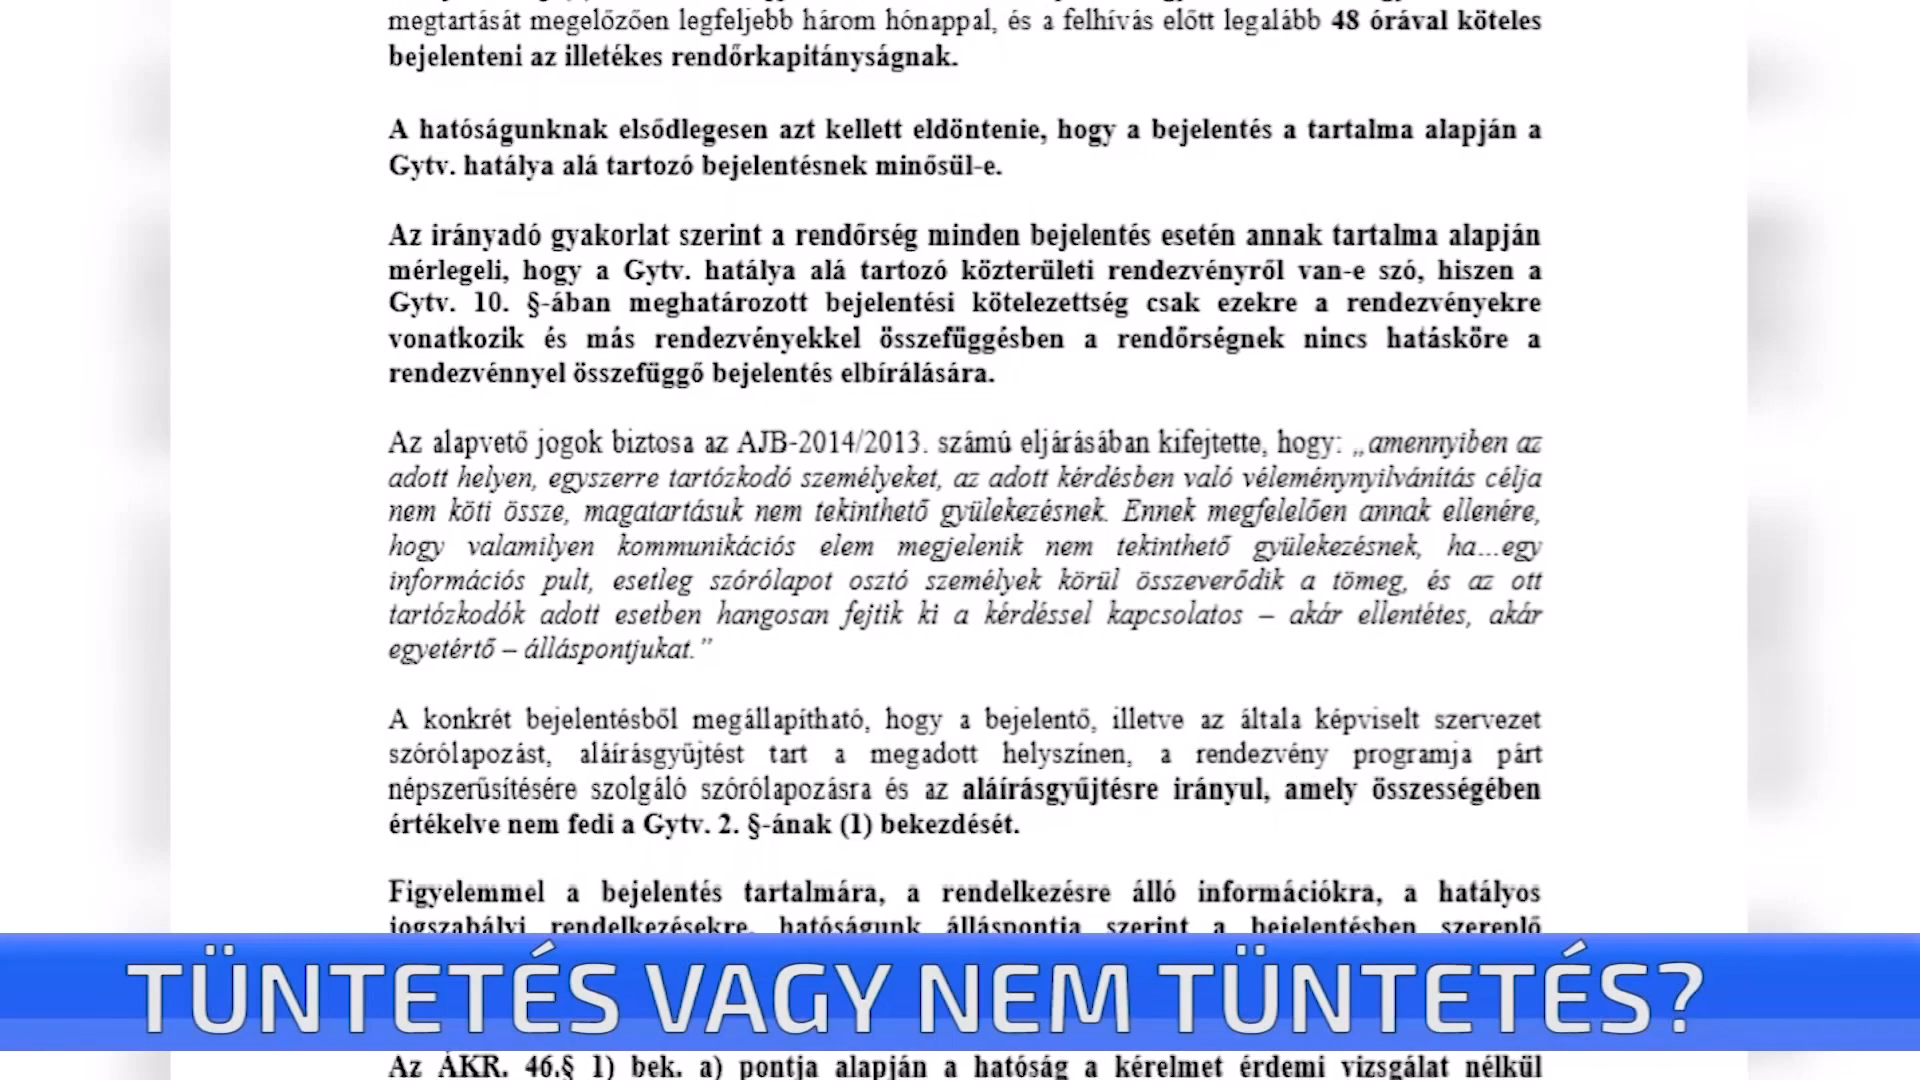 megtartását megelőzően legfeljebb három hónappal, és a felhívás előtt legalább 48 órával köteles
bejelenteni az illetékes rendőrkapitányságnak.
A hatóságunknak elsődlegesen azt kellett eldöntenie, hogy a bejelentés a tartalma alapján a
Gytv. hatálya alá tartozó bejelentésnek minősül-e.
Az irányadó gyakorlat szerint a rendőrség minden bejelentés esetén annak tartalma alapján
mérlegeli, hogy a Gytv. hatálya alá tartozó közterületi rendezvényről van-e szó, hiszen a
Gytv. 10. §-ában meghatározott bejelentési kötelezettség csak ezekre a rendezvényekre
vonatkozik és más rendezvényekkel összefüggésben a rendőrségnek nincs hatásköre a
rendezvénnyel összefüggő bejelentés elbírálására.
Az alapvető jogok biztosa az AJB-2014/2013. számú eljárásában kifejtette, hogy: „amennyiben az
adott helyen, egyszerre tartózkodó személyeket, az adott kérdésben való véleménynyilvánítás célja
nem köti össze, magatartásuk nem tekinthető gyülekezésnek. Ennek megfelelően annak ellenére,
hogy valamilyen kommunikációs elem megjelenik nem tekinthető gyülekezésnek, ha...egy
információs pult, esetleg szórólapot osztó személyek körül összeverődik a tömeg, és az ott
tartózkodók adott esetben hangosan fejtik ki a kérdéssel kapcsolatos – akár ellentétes, akár
egyetértő – álláspontjukat.”
A konkrét bejelentésből megállapítható, hogy a bejelentő, illetve az általa képviselt szervezet
szórólapozást, aláírásgyűjtést tart a megadott helyszínen, a rendezvény programja párt
népszerűsítésére szolgáló szórólapozásra és az aláírásgyűjtésre irányul, amely összességében
értékelve nem fedi a Gytv. 2. §-ának (1) bekezdését.
Figyelemmel a bejelentés tartalmára, a rendelkezésre álló információkra, a hatályos
jogszabályi rendelkezésekre, hatóságunk álláspontja szerint a bejelentésben szereplő
TÜNTETÉS VAGY NEM TÜNTETÉS?
Az ÁKR. 46.§ 1) bek. a) pontja alapján a hatóság a kérelmet érdemi vizsgálat nélkül